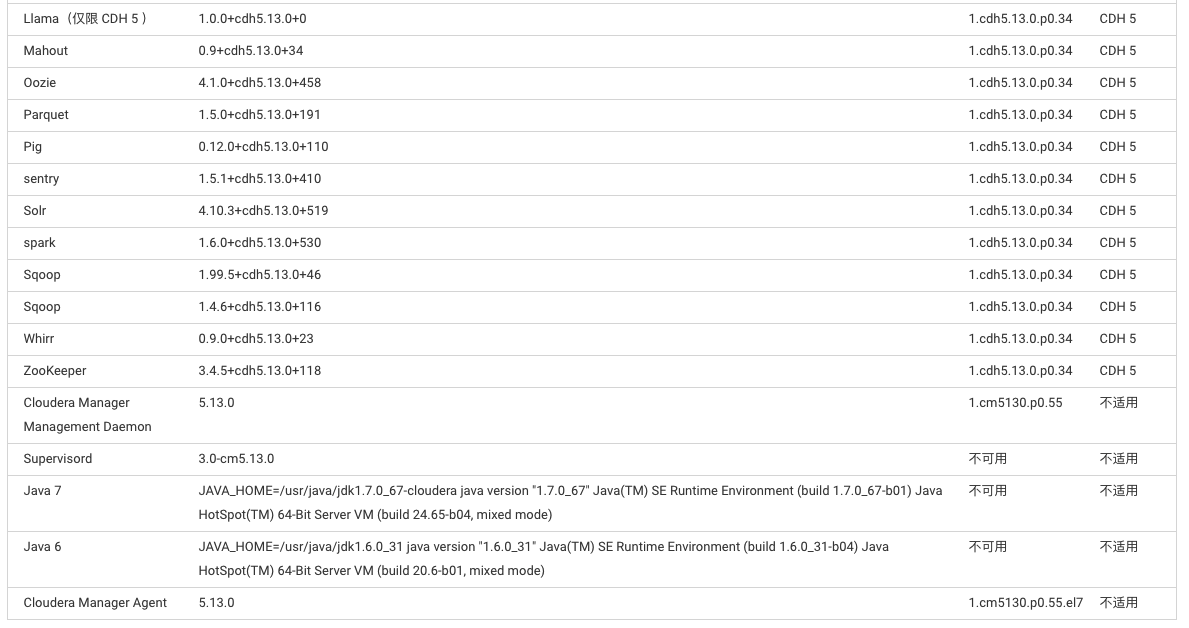 Llama（仅限 CDH 5 ） 1.0.0+cdh5.13.0+0 1.cdh5.13.0.p0.34 CDH 5
Mahout 0.9+cdh5.13.0+34 1.cdh5.13.0.p0.34 CDH 5
Oozie 4.1.0+cdh5.13.0+458 1.cdh5.13.0.p0.34 CDH 5
Parquet 1.5.0+cdh5.13.0+191 1.cdh5.13.0.p0.34 CDH 5
Pig 0.12.0+cdh5.13.0+110 1.cdh5.13.0.p0.34 CDH 5
sentry 1.5.1+cdh5.13.0+410 1.cdh5.13.0.p0.34 CDH 5
Solr 4.10.3+cdh5.13.0+519 1.cdh5.13.0.p0.34 CDH 5
spark 1.6.0+cdh5.13.0+530 1.cdh5.13.0.p0.34 CDH 5
Sqoop 1.99.5+cdh5.13.0+46 1.cdh5.13.0.p0.34 CDH 5
Sqoop 1.4.6+cdh5.13.0+116 1.cdh5.13.0.p0.34 CDH 5
Whirr 0.9.0+cdh5.13.0+23 1.cdh5.13.0.p0.34 CDH 5
ZooKeeper 3.4.5+cdh5.13.0+118 1.cdh5.13.0.p0.34 CDH 5
Cloudera Manager 5.13.0 1.cm5130.p0.55 不适用
Management Daemon
Supervisord 3.0-cm5.13.0 不可用 不适用
Java 7 JAVA_HOME=/usr/java/jdk1.7.0_67-cloudera java version "1.7.0_67" Java(TM) SE Runtime Environment (build 1.7.0_67-b01) Java 不可用 不适用
HotSpot(TM) 64-Bit Server VM (build 24.65-b04, mixed mode)
Java 6 JAVA_HOME=/usr/java/jdk1.6.0_31 java version "1.6.0_31" Java(TM) SE Runtime Environment (build 1.6.0_31-b04) Java 不可用 不适用
HotSpot(TM) 64-Bit Server VM (build 20.6-b01, mixed mode)
Cloudera Manager Agent 5.13.0 1.cm5130.p0.55.el7 不适用